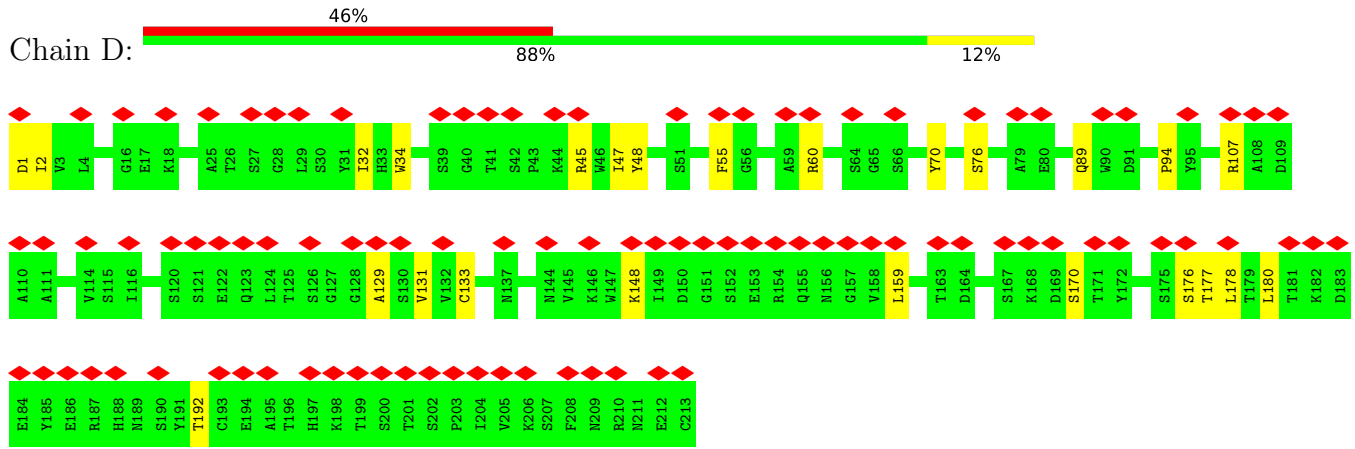 46%
Chain D:
88% 12%
D1 I2 V3 L4 G16 E17 K18 A25 T26 S27 G28 L29 S30 Y31 I32 H33 W34 S39 G40 T41 S42 P43 K44 R45 W46 I47 Y48 S51 F55 G56 A59 R60 S64 G65 S66 Y70 S76 A79 E80 Q89 W90 D91 P94 Y95 R107 A108 D109
A110 A111 V114 S115 I116 S120 S121 E122 Q123 L124 T125 S126 G127 G128 A129 S130 V131 V132 C133 N137 N144 V145 K146 W147 K148 I149 D150 G151 S152 E153 R154 Q155 N156 G157 V158 L159 T163 D164 S167 K168 D169 S170 T171 Y172 S175 S176 T177 L178 T179 L180 T181 K182 D183
E184 Y185 E186 R187 H188 N189 S190 Y191 T192 C193 E194 A195 T196 H197 K198 T199 S200 T201 S202 P203 I204 V205 K206 S207 F208 N209 R210 N211 E212 C213